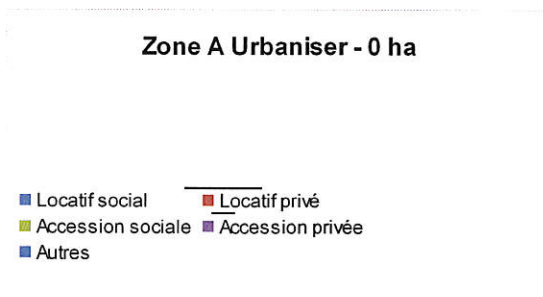 Zone A Urbaniser - 0 ha
Locatif social Locatif privé
Accession sociale Accession privée
Autres